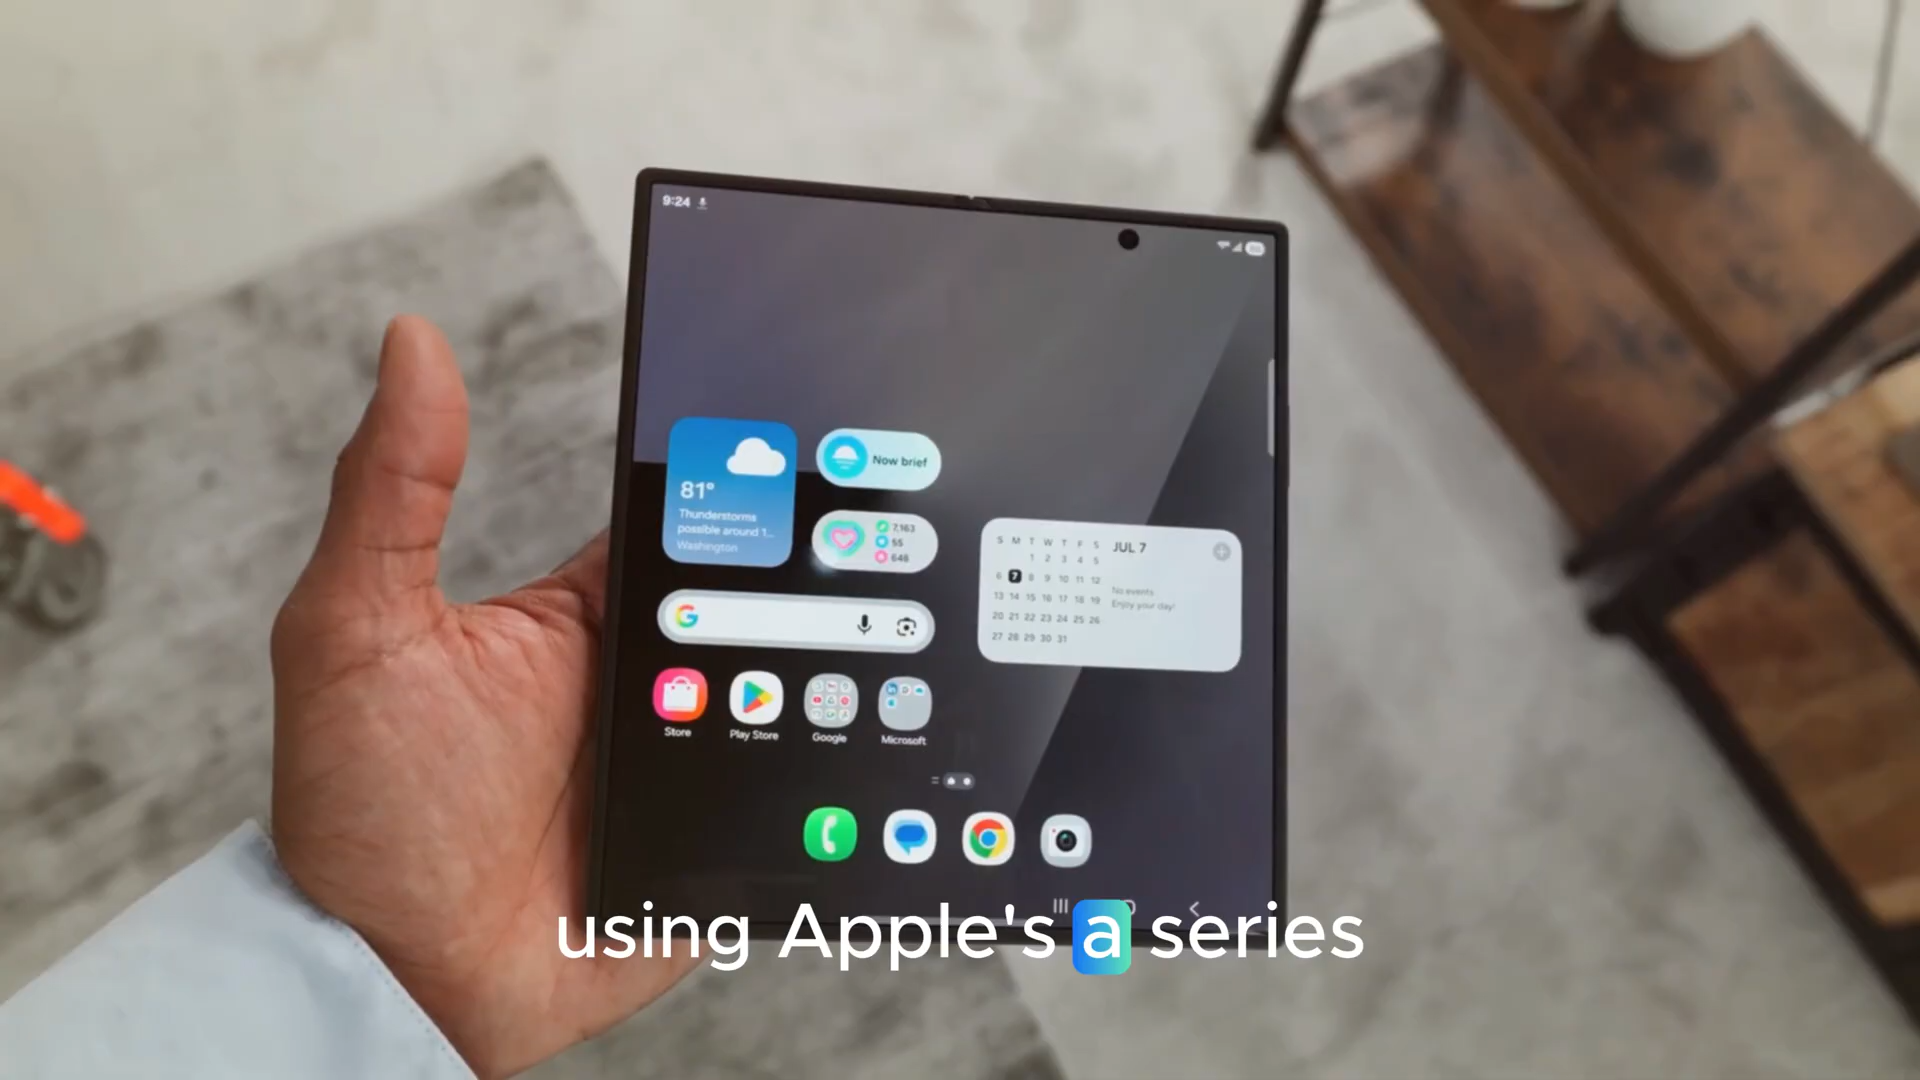 9:24
81°
Thunderstorms
possible around 1...
Washington
Now brief
7,163
55
648
S M T W T F S
1 2 3 4 5
6 7 8 9 10 11 12
13 14 15 16 17 18 19
20 21 22 23 24 25 26
27 28 29 30 31
JUL 7
No events
Enjoy your day!
Store
Play Store
Google
Microsoft
using Apple's a series